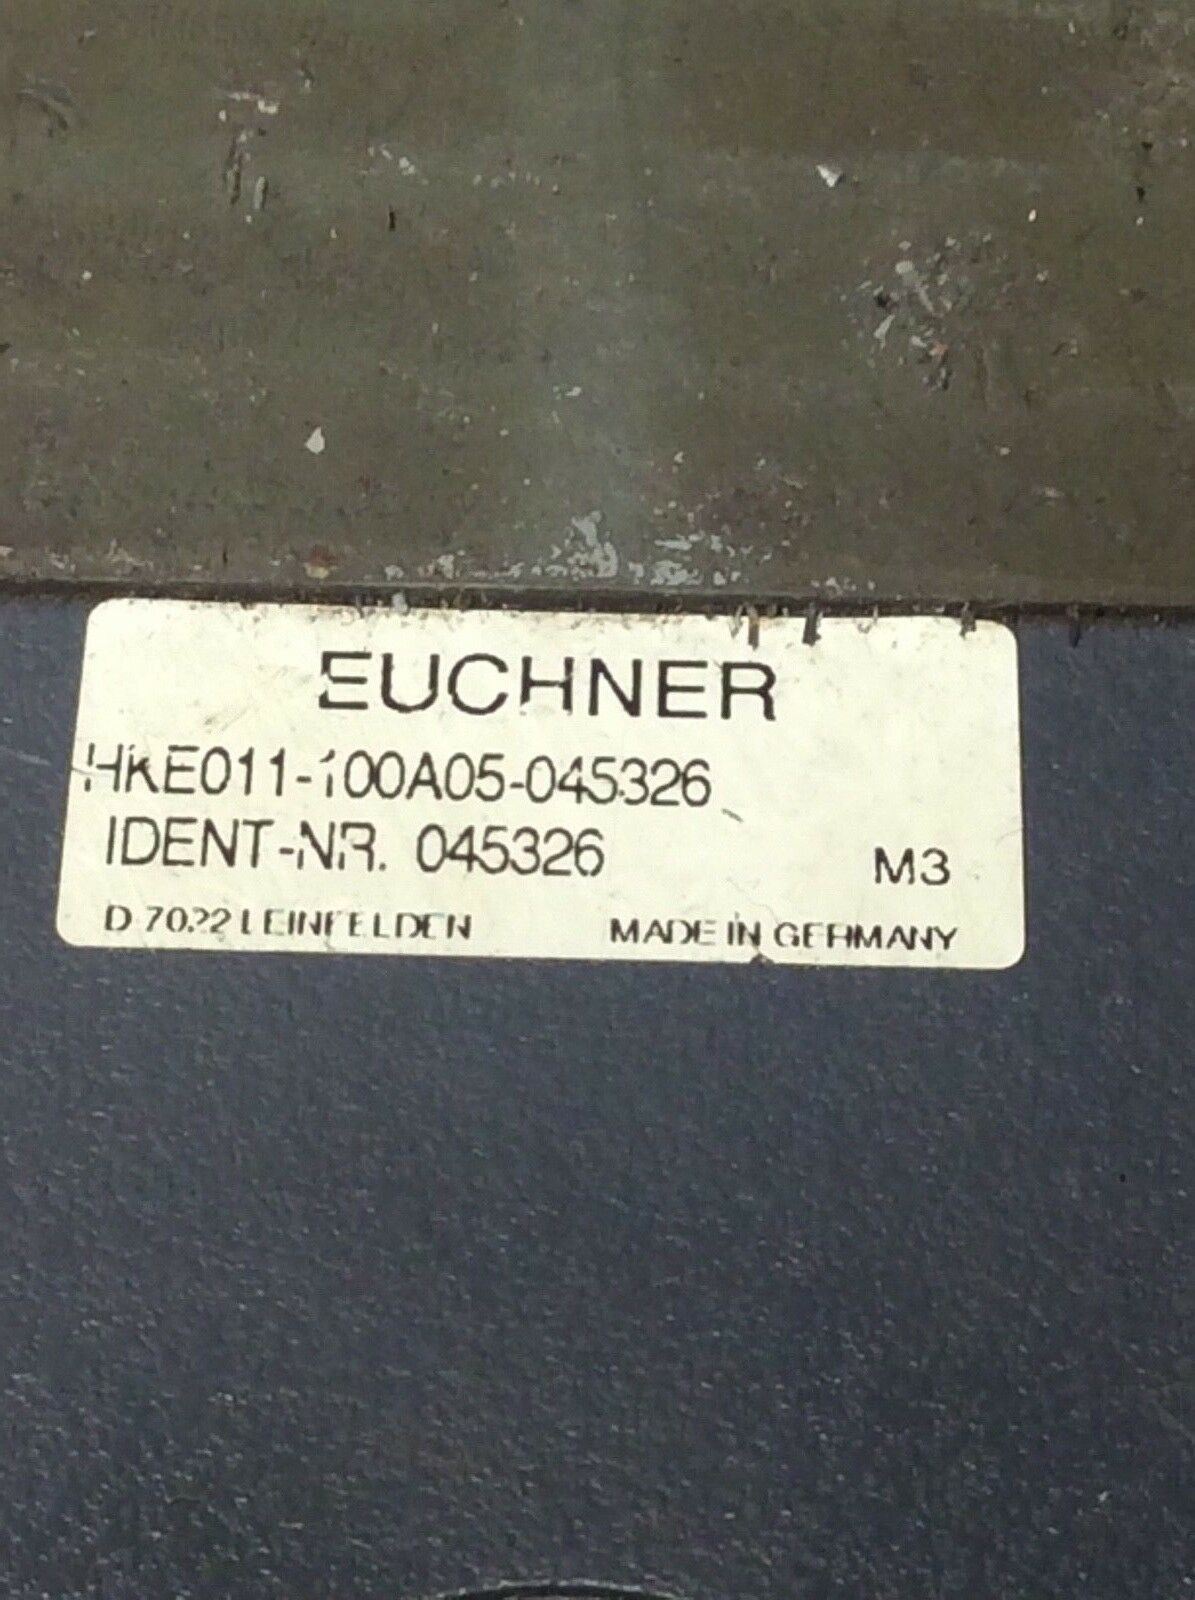 EUCHNER
HKE011-100A05-045326
IDENT-NR. 045326 M3
D 7022 LEINFELDEN MADE IN GERMANY